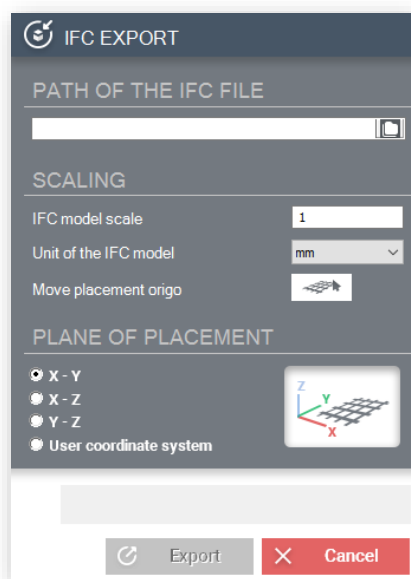 IFC EXPORT
PATH OF THE IFC FILE
SCALING
IFC model scale 1
Unit of the IFC model mm
Move placement origo
PLANE OF PLACEMENT
X - Y
X - Z
Y - Z
User coordinate system
Z
Y
X
Export Cancel